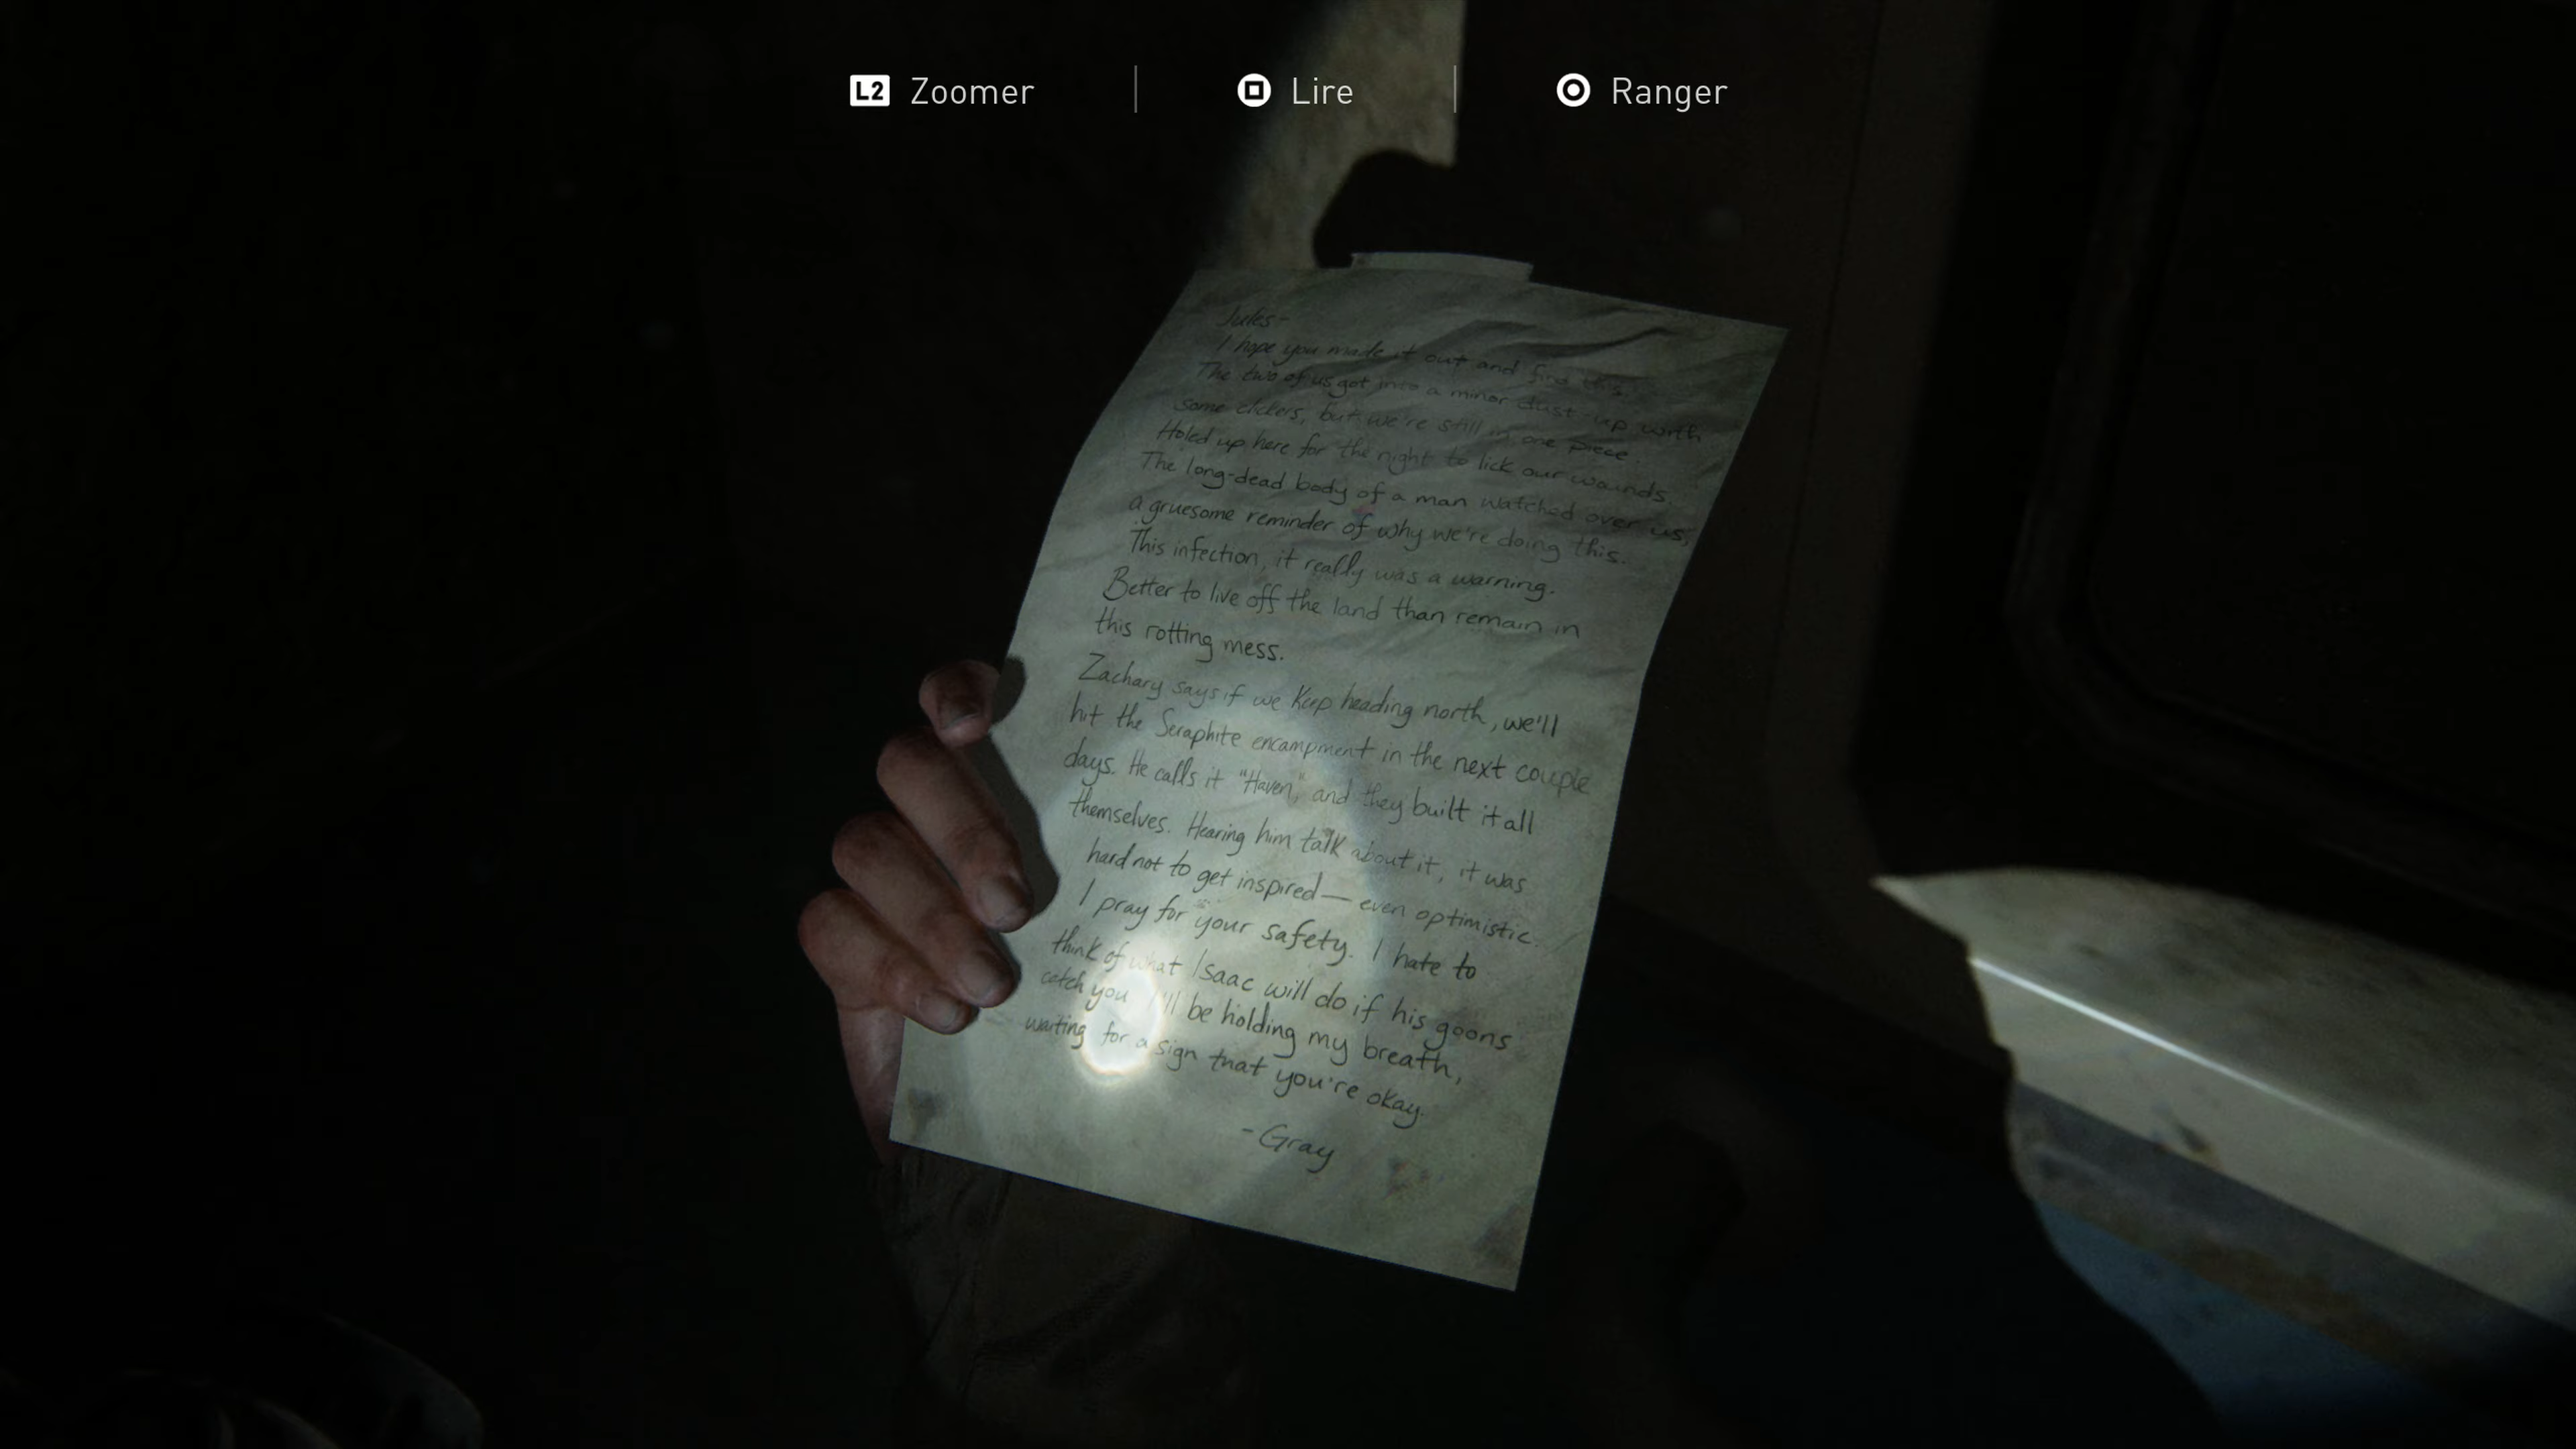 L2 Zoomer
Lire
Ranger
Jules-
I hope you made it out and find this.
The two of us got into a minor dust-up with
some clickers, but we're still in one piece.
Holed up here for the night to lick our wounds.
The long-dead body of a man watched over us,
a gruesome reminder of why we're doing this.
This infection, it really was a warning.
Better to live off the land than remain in
this rotting mess.
Zachary says if we keep heading north, we'll
hit the Seraphite encampment in the next couple
days. He calls it "Haven", and they built it all
themselves. Hearing him talk about it, it was
hard not to get inspired—even optimistic.
I pray for your safety. I hate to
think of what Isaac will do if his goons
catch you. I'll be holding my breath,
waiting for a sign that you're okay.
-Gray